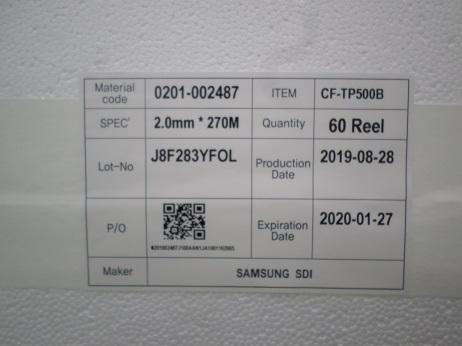 Material code 0201-002487 ITEM CF-TP500B
SPEC' 2.0mm * 270M Quantity 60 Reel
Lot-No J8F283YFOL Production Date 2019-08-28
P/O Expiration Date 2020-01-27
Maker SAMSUNG SDI